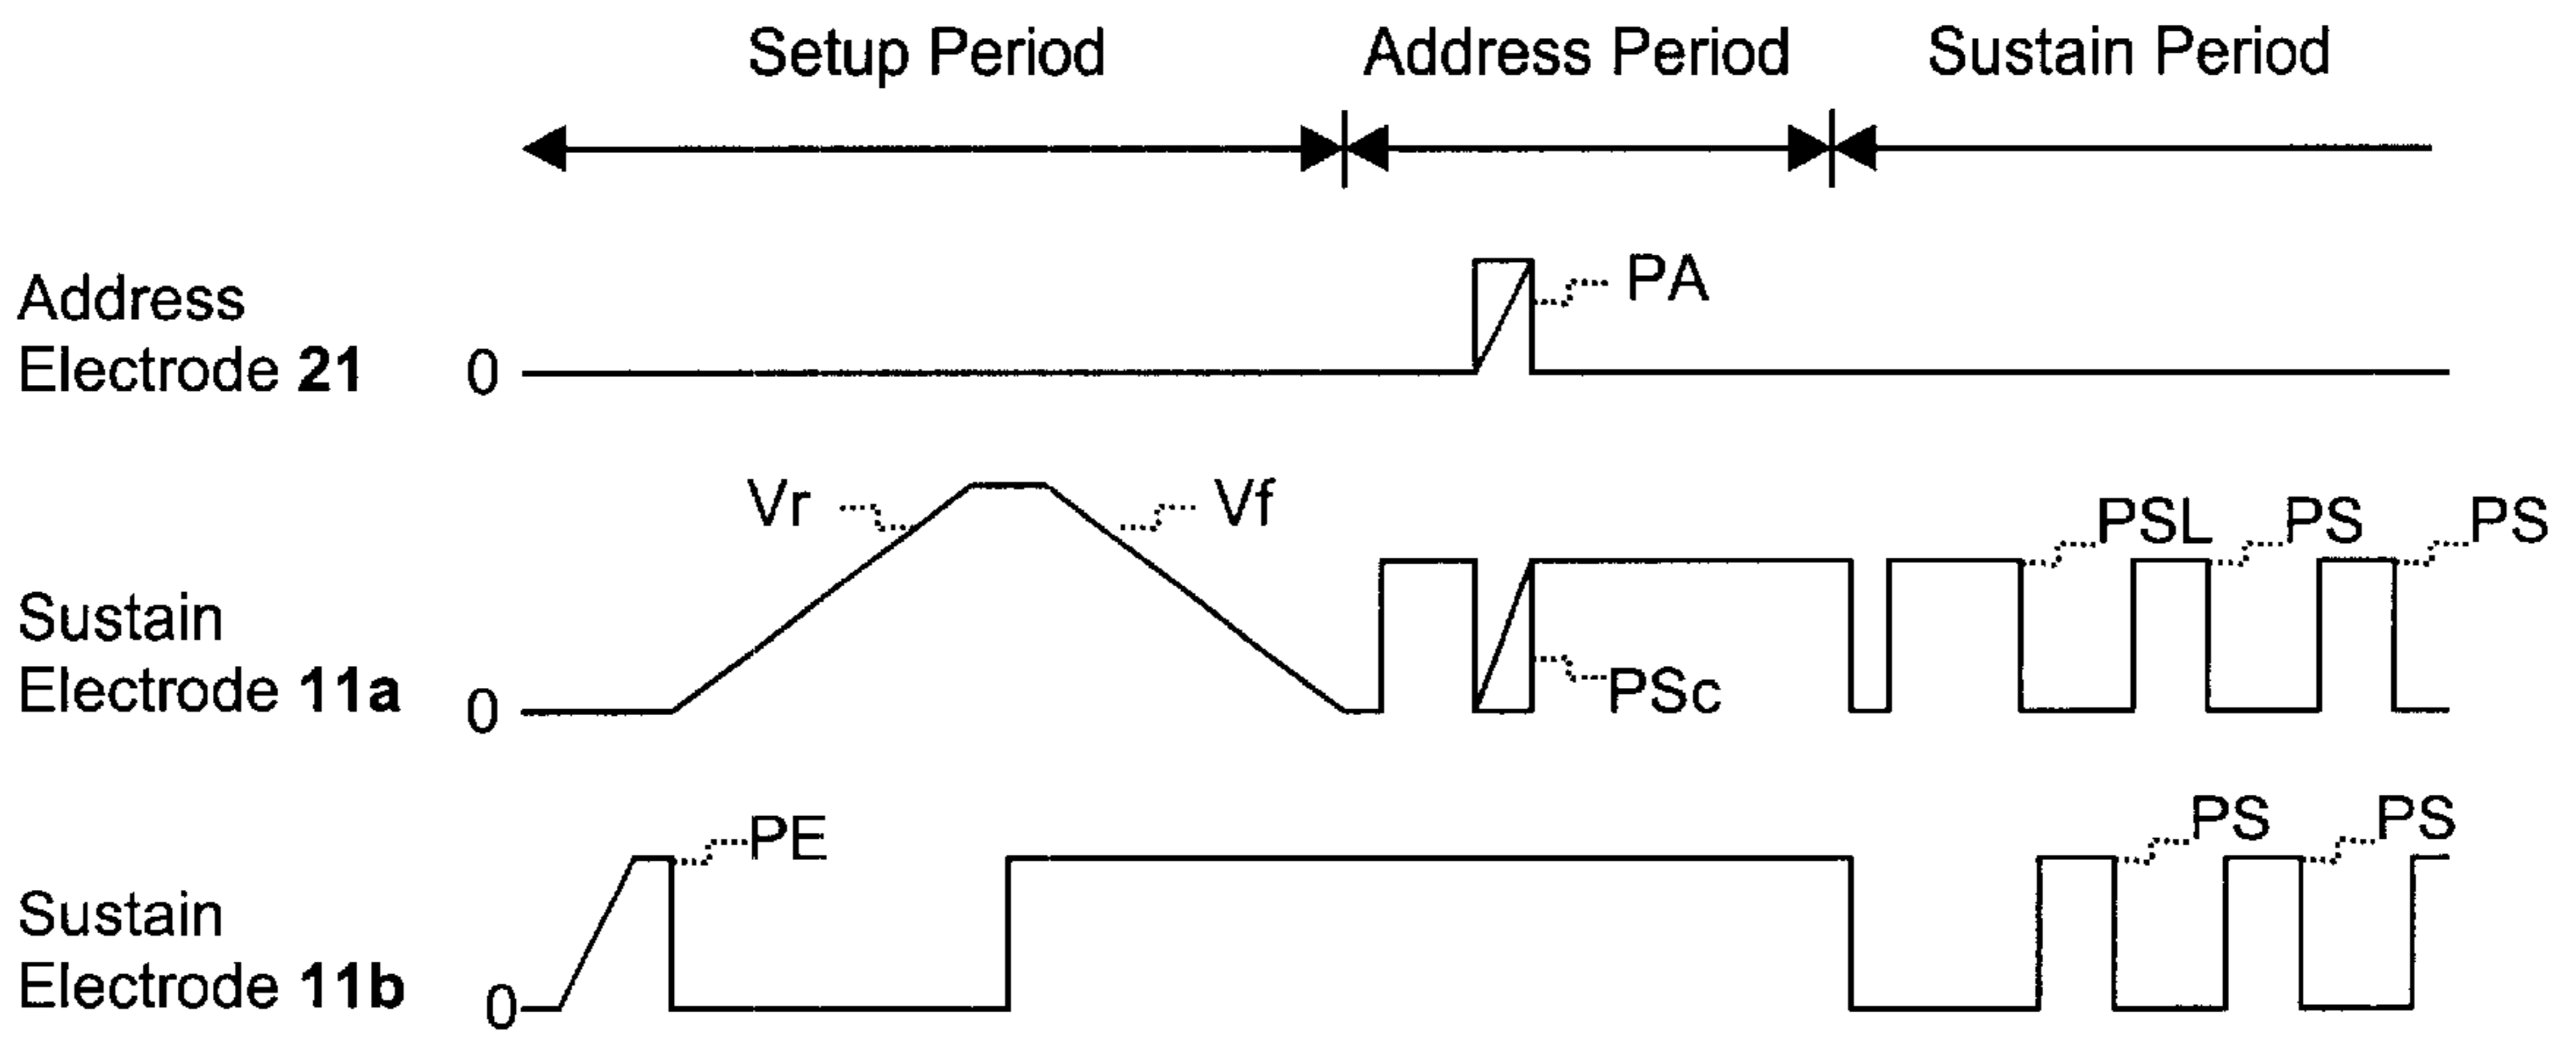 Setup Period Address Period Sustain Period
Address
Electrode 21 0
PA
Vr Vf PSL PS PS
Sustain
Electrode 11a 0
PSc
PE PS PS
Sustain
Electrode 11b 0